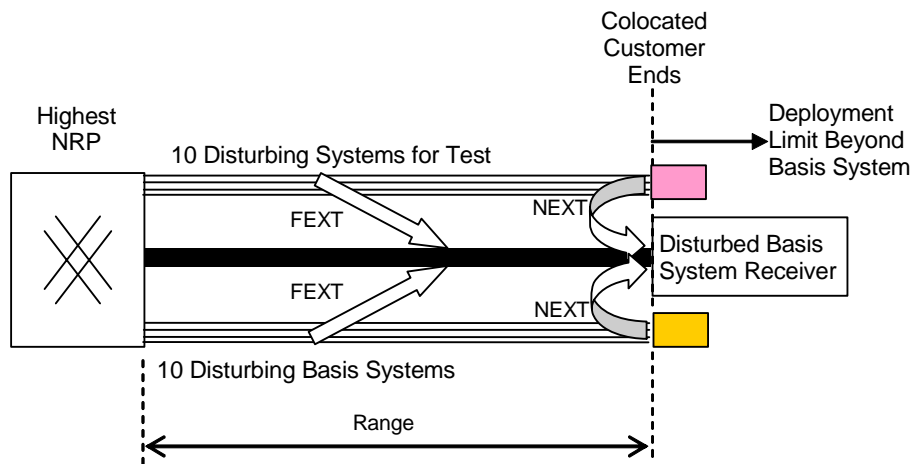 Colocated
Customer
Ends
Highest
NRP
Deployment
Limit Beyond
Basis System
10 Disturbing Systems for Test
FEXT
NEXT
Disturbed Basis
System Receiver
FEXT
NEXT
10 Disturbing Basis Systems
Range